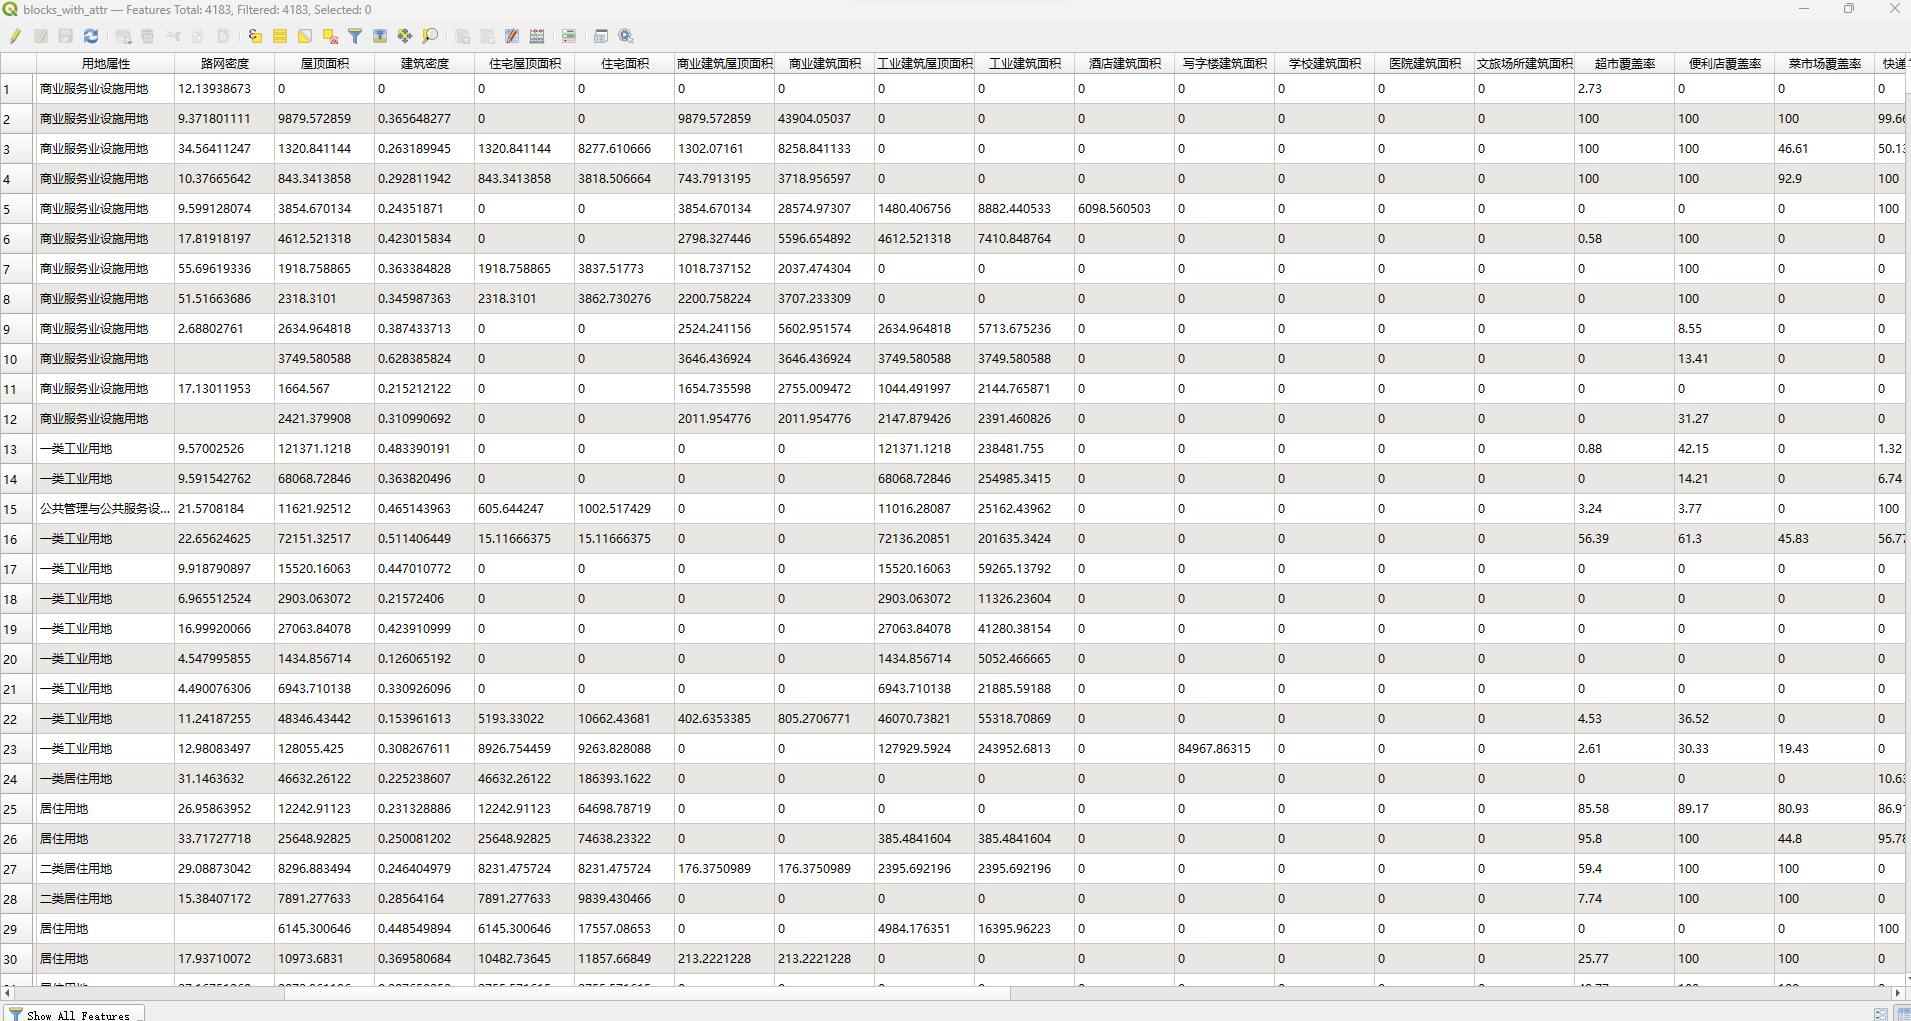 blocks_with_attr — Features Total: 4183, Filtered: 4183, Selected: 0
用地属性 路网密度 屋顶面积 建筑密度 住宅屋顶面积 住宅面积 商业建筑屋顶面积 商业建筑面积 工业建筑屋顶面积 工业建筑面积 酒店建筑面积 写字楼建筑面积 学校建筑面积 医院建筑面积 文旅场所建筑面积 超市覆盖率 便利店覆盖率 菜市场覆盖率 快递
1 商业服务业设施用地 12.13938673 0 0 0 0 0 0 0 0 0 0 0 0 0 2.73 0 0 0
2 商业服务业设施用地 9.371801111 9879.572859 0.365648277 0 0 9879.572859 43904.05037 0 0 0 0 0 0 0 100 100 100 99.66
3 商业服务业设施用地 34.56411247 1320.841144 0.263189945 1320.841144 8277.610666 1302.07161 8258.841133 0 0 0 0 0 0 0 100 100 46.61 50.13
4 商业服务业设施用地 10.37665642 843.3413858 0.292811942 843.3413858 3818.506664 743.7913195 3718.956597 0 0 0 0 0 0 0 100 100 92.9 100
5 商业服务业设施用地 9.599128074 3854.670134 0.24351871 0 0 3854.670134 28574.97307 1480.406756 8882.440533 6098.560503 0 0 0 0 0 0 0 100
6 商业服务业设施用地 17.81918197 4612.521318 0.423015834 0 0 2798.327446 5596.654892 4612.521318 7410.848764 0 0 0 0 0 0.58 100 0 0
7 商业服务业设施用地 55.69619336 1918.758865 0.363384828 1918.758865 3837.51773 1018.737152 2037.474304 0 0 0 0 0 0 0 0 100 0 0
8 商业服务业设施用地 51.51663686 2318.3101 0.345987363 2318.3101 3862.730276 2200.758224 3707.233309 0 0 0 0 0 0 0 0 100 0 0
9 商业服务业设施用地 2.68802761 2634.964818 0.387433713 0 0 2524.241156 5602.951574 2634.964818 5713.675236 0 0 0 0 0 0 8.55 0 0
10 商业服务业设施用地 3749.580588 0.628385824 0 0 3646.436924 3646.436924 3749.580588 3749.580588 0 0 0 0 0 0 13.41 0 0
11 商业服务业设施用地 17.13011953 1664.567 0.215212122 0 0 1654.735598 2755.009472 1044.491997 2144.765871 0 0 0 0 0 0 0 0 0
12 商业服务业设施用地 2421.379908 0.310990692 0 0 2011.954776 2011.954776 2147.879426 2391.460826 0 0 0 0 0 0 31.27 0 0
13 一类工业用地 9.57002526 121371.1218 0.483390191 0 0 0 0 121371.1218 238481.755 0 0 0 0 0 0.88 42.15 0 1.32
14 一类工业用地 9.591542762 68068.72846 0.363820496 0 0 0 0 68068.72846 254985.3415 0 0 0 0 0 0 14.21 0 6.74
15 公共管理与公共服务设... 21.5708184 11621.92512 0.465143963 605.644247 1002.517429 0 0 11016.28087 25162.43962 0 0 0 0 0 3.24 3.77 0 100
16 一类工业用地 22.65624625 72151.32517 0.511406449 15.11666375 15.11666375 0 0 72136.20851 201635.3424 0 0 0 0 0 56.39 61.3 45.83 56.77
17 一类工业用地 9.918790897 15520.16063 0.447010772 0 0 0 0 15520.16063 59265.13792 0 0 0 0 0 0 0 0 0
18 一类工业用地 6.965512524 2903.063072 0.21572406 0 0 0 0 2903.063072 11326.23604 0 0 0 0 0 0 0 0 0
19 一类工业用地 16.99920066 27063.84078 0.423910999 0 0 0 0 27063.84078 41280.38154 0 0 0 0 0 0 0 0 0
20 一类工业用地 4.547995855 1434.856714 0.126065192 0 0 0 0 1434.856714 5052.466665 0 0 0 0 0 0 0 0 0
21 一类工业用地 4.490076306 6943.710138 0.330926096 0 0 0 0 6943.710138 21885.59188 0 0 0 0 0 0 0 0 0
22 一类工业用地 11.24187255 48346.43442 0.153961613 5193.33022 10662.43681 402.6353385 805.2706771 46070.73821 55318.70869 0 0 0 0 0 4.53 36.52 0 0
23 一类工业用地 12.98083497 128055.425 0.308267611 8926.754459 9263.828088 0 0 127929.5924 243952.6813 0 84967.86315 0 0 0 2.61 30.33 19.43 0
24 一类居住用地 31.1463632 46632.26122 0.225238607 46632.26122 186393.1622 0 0 0 0 0 0 0 0 0 0 0 0 10.63
25 居住用地 26.95863952 12242.91123 0.231328886 12242.91123 64698.78719 0 0 0 0 0 0 0 0 0 85.58 89.17 80.93 86.9
26 居住用地 33.71727718 25648.92825 0.250081202 25648.92825 74638.23322 0 0 385.4841604 385.4841604 0 0 0 0 0 95.8 100 44.8 95.78
27 二类居住用地 29.08873042 8296.883494 0.246404979 8231.475724 8231.475724 176.3750989 176.3750989 2395.692196 2395.692196 0 0 0 0 0 59.4 100 100 0
28 二类居住用地 15.38407172 7891.277633 0.28564164 7891.277633 9839.430466 0 0 0 0 0 0 0 0 0 7.74 100 100 0
29 居住用地 6145.300646 0.448549894 6145.300646 17557.08653 0 0 4984.176351 16395.96223 0 0 0 0 0 0 0 0 100
30 居住用地 17.93710072 10973.6831 0.369580684 10482.73645 11857.66849 213.2221228 213.2221228 0 0 0 0 0 0 0 25.77 100 100 0
Show All Features